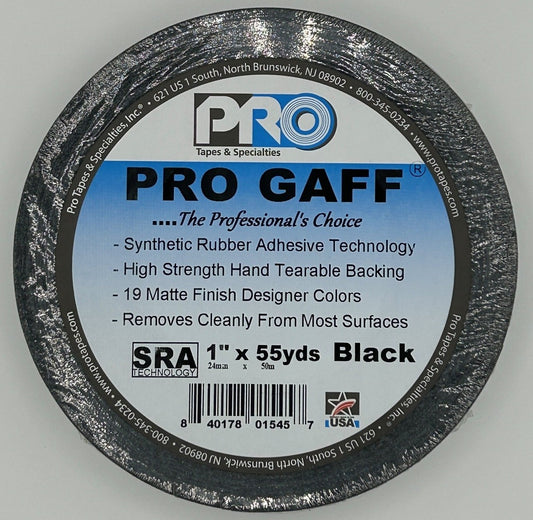 Pro Tapes & Specialties, Inc.® • 621 US 1 South, North Brunswick, NJ 08902 • 800-345-0234 • www.protapes.com
PRO
Tapes & Specialties
PRO GAFF®
....The Professional's Choice
- Synthetic Rubber Adhesive Technology
- High Strength Hand Tearable Backing
- 19 Matte Finish Designer Colors
- Removes Cleanly From Most Surfaces
SRA
TECHNOLOGY
1" x 55yds Black
24mm x 50m
8 40178 01545 7
USA
Pro Tapes & Specialties, Inc.® • 621 US 1 South, North Brunswick, NJ 08902 • 800-345-0234 • www.protapes.com